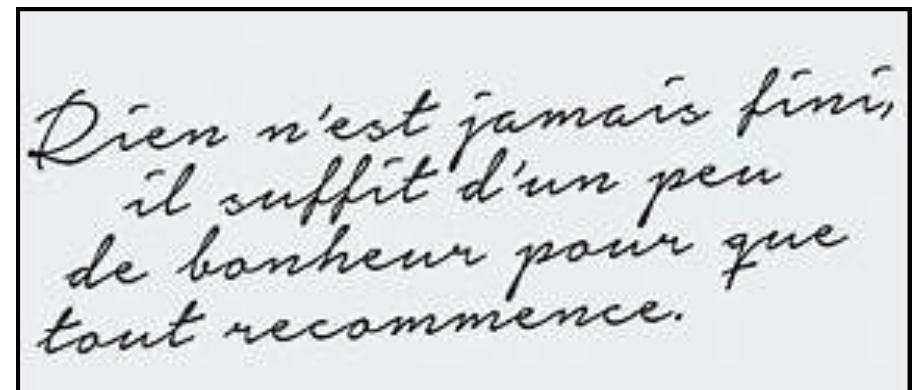 Rien n'est jamais fini,
il suffit d'un peu
de bonheur pour que
tout recommence.